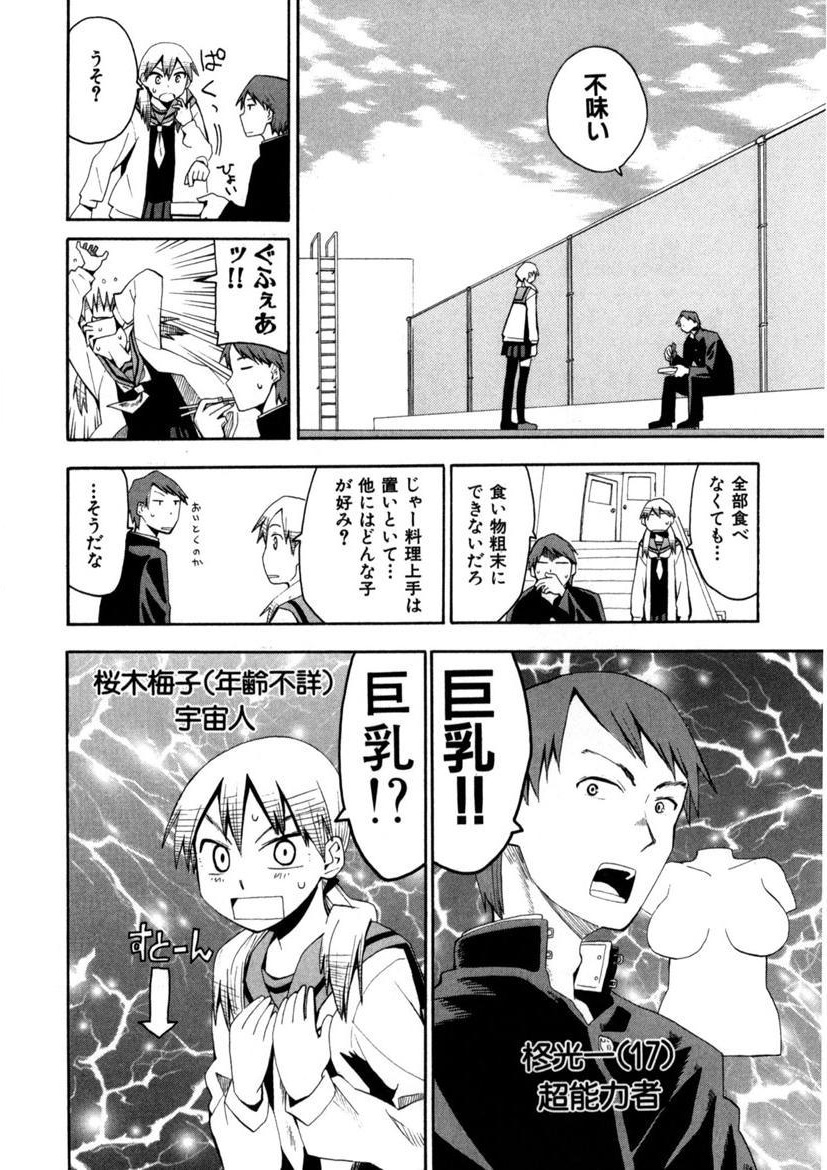 不味い
うそ?
ぱく、
ひょい
ぐふぇあ
ッ!!
全部食べ
なくても…
食い物粗末に
できないだろ
じゃー料理上手は
置いといて…
他にはどんな子
が好み?
おいとくのか
…そうだな
巨乳!!
柊光一(17)
超能力者
巨乳!?
桜木梅子(年齢不詳)
宇宙人
すとーん